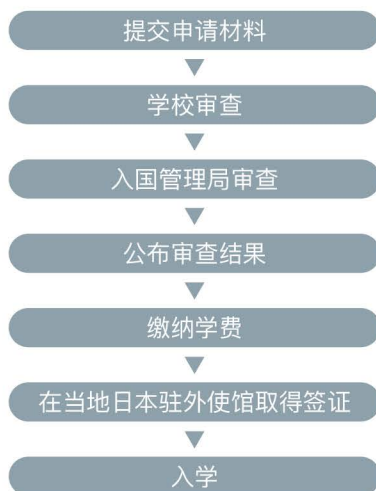 提交申请材料
学校审查
入国管理局审查
公布审查结果
缴纳学费
在当地日本驻外使馆取得签证
入学